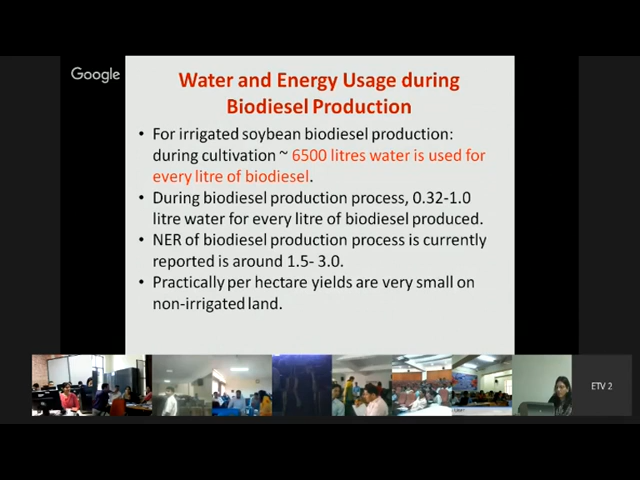 Google
Water and Energy Usage during
Biodiesel Production
• For irrigated soybean biodiesel production:
during cultivation ~ 6500 litres water is used for
every litre of biodiesel.
• During biodiesel production process, 0.32-1.0
litre water for every litre of biodiesel produced.
• NER of biodiesel production process is currently
reported is around 1.5- 3.0.
• Practically per hectare yields are very small on
non-irrigated land.
ETV 2